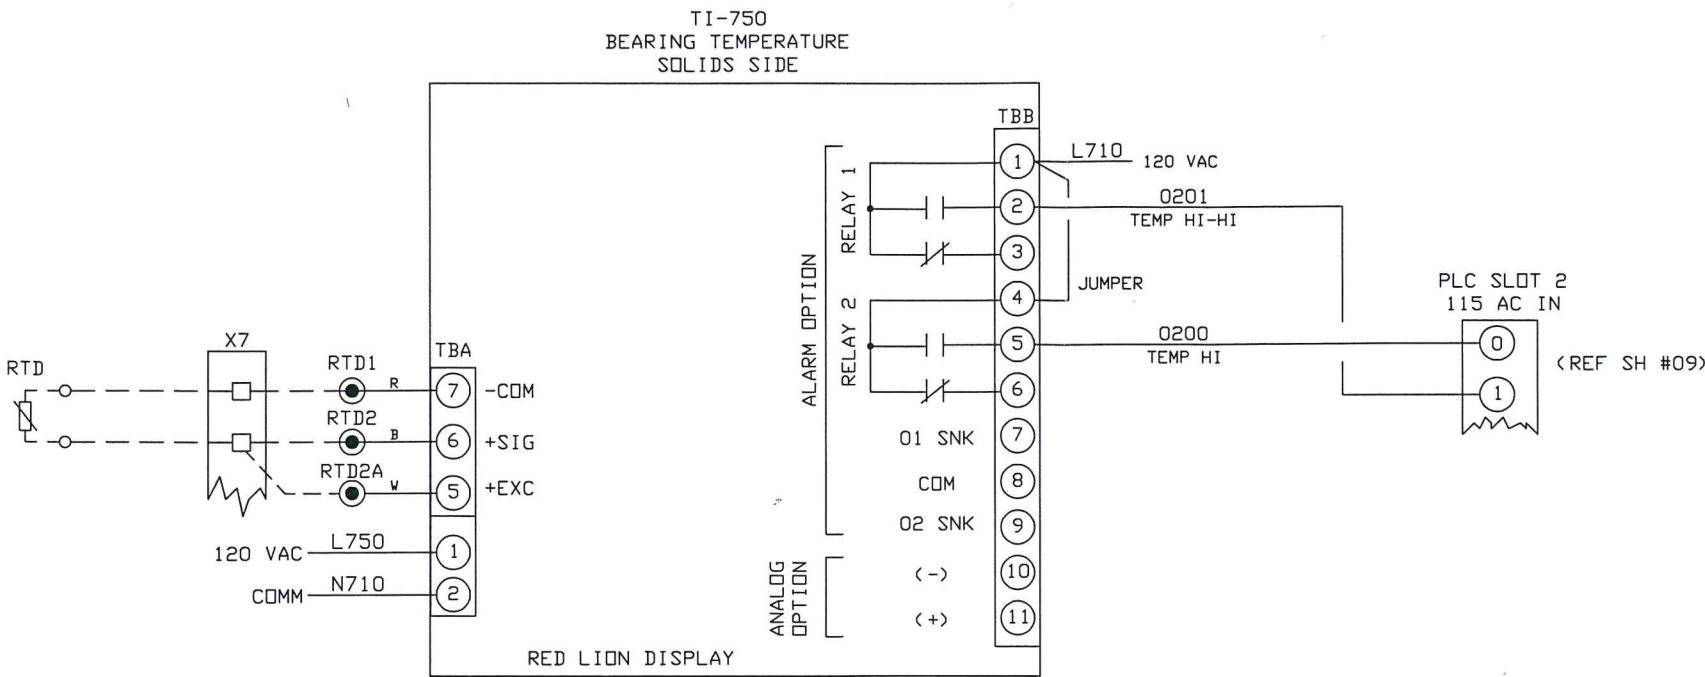 TI-750
BEARING TEMPERATURE
SOLIDS SIDE
TBB
1
L710
120 VAC
2
0201
TEMP HI-HI
3
RELAY 1
4
JUMPER
5
0200
TEMP HI
6
RELAY 2
ALARM OPTION
01 SNK
7
COM
8
02 SNK
9
ANALOG
OPTION
(-)
10
(+)
11
PLC SLOT 2
115 AC IN
0
1
(REF SH #09)
RTD
X7
TBA
RTD1
R
7
-COM
RTD2
B
6
+SIG
RTD2A
W
5
+EXC
120 VAC
L750
1
COMM
N710
2
RED LION DISPLAY